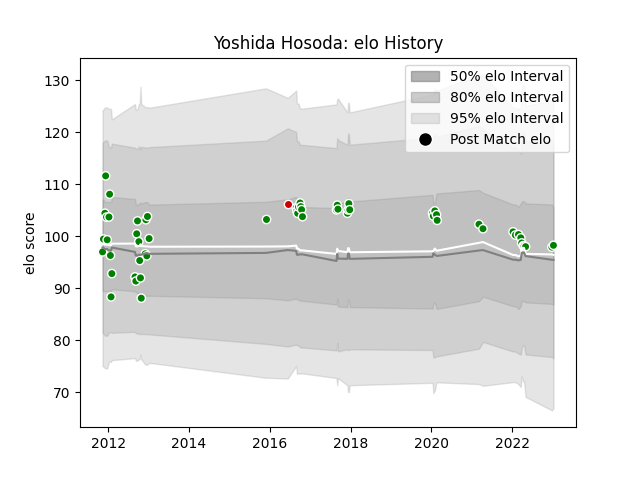 Yoshida Hosoda: elo History
50% elo Interval
80% elo Interval
95% elo Interval
Post Match elo
elo score
130
120
110
100
90
80
70
2012 2014 2016 2018 2020 2022